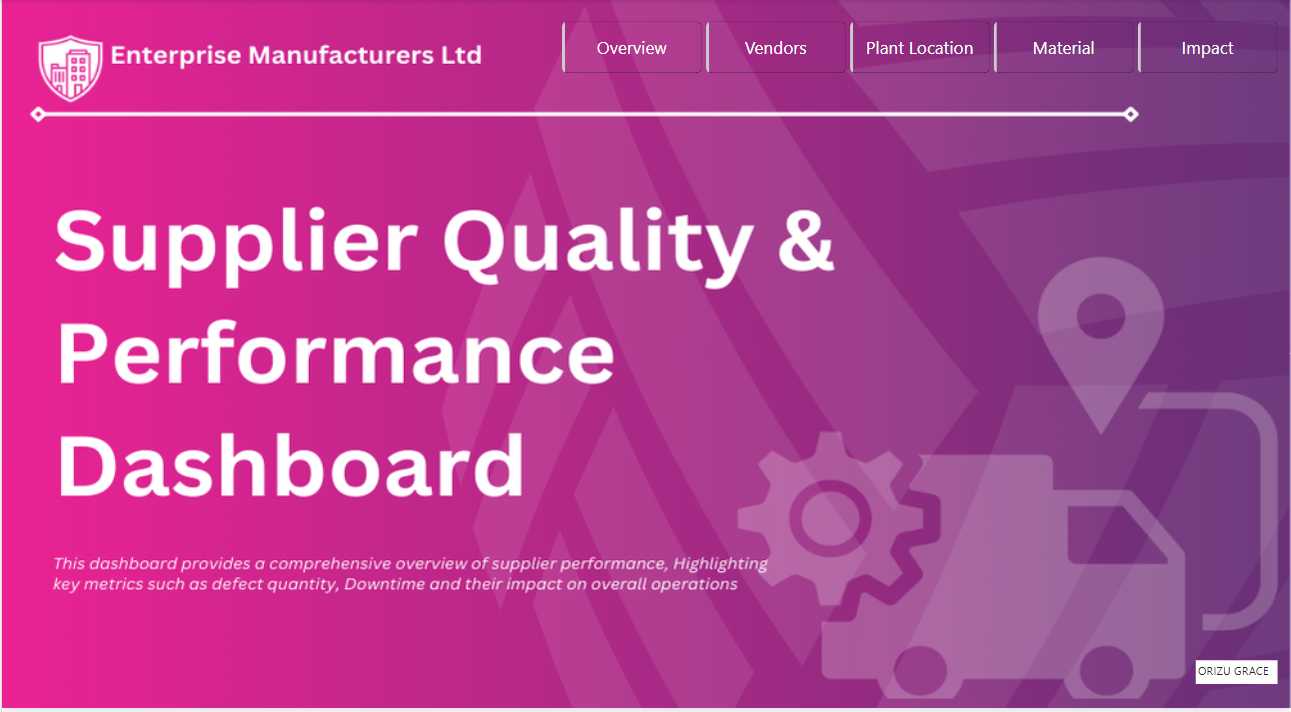 Enterprise Manufacturers Ltd
Overview
Vendors
Plant Location
Material
Impact
Supplier Quality &
Performance
Dashboard
This dashboard provides a comprehensive overview of supplier performance, Highlighting
key metrics such as defect quantity, Downtime and their impact on overall operations
ORIZU GRACE